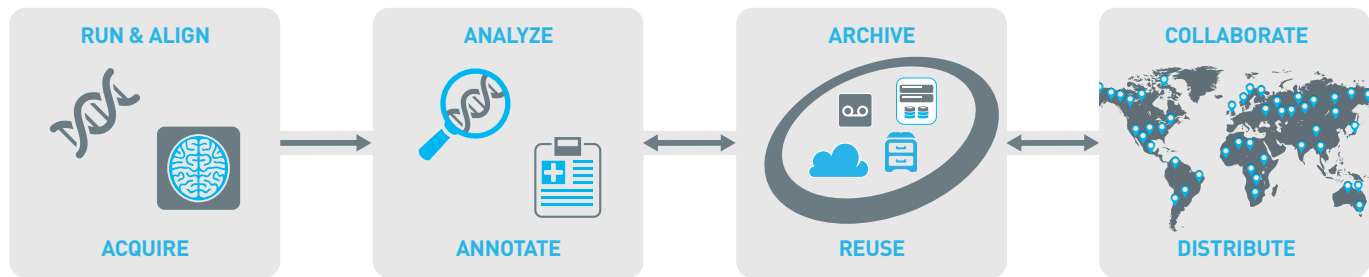 RUN & ALIGN
ACQUIRE
ANALYZE
ANNOTATE
ARCHIVE
REUSE
COLLABORATE
DISTRIBUTE